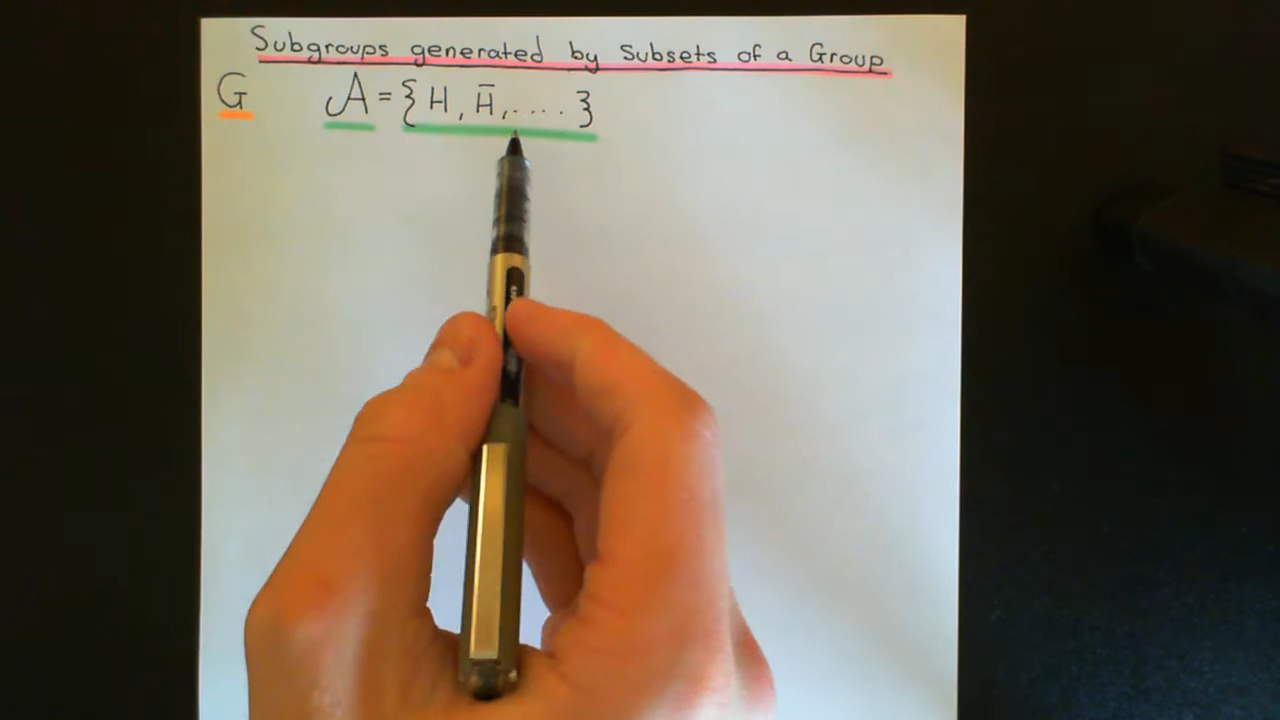 Subgroups generated by Subsets of a Group
G 𝒜 = { H , H̅ , .... }